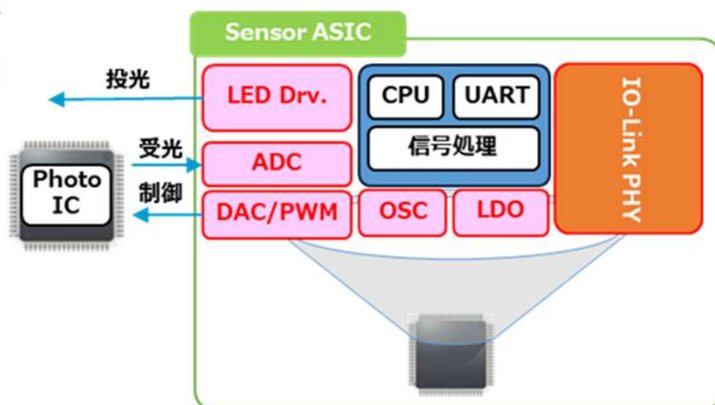 Sensor ASIC
投光
LED Drv.
CPU
UART
信号処理
IO-Link PHY
受光
ADC
Photo
IC
制御
DAC/PWM
OSC
LDO